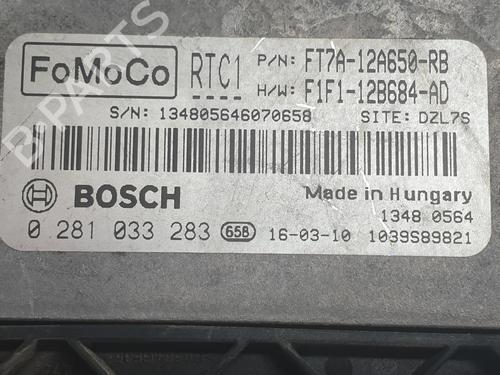 FoMoCo RTC1 P/N: FT7A-12A650-RB
H/W: F1F1-12B684-AD
S/N: 134805646070658 SITE: DZL7S
BOSCH Made in Hungary
1348 0564
0 281 033 283 65B 16-03-10 1039S89821
B PARTS